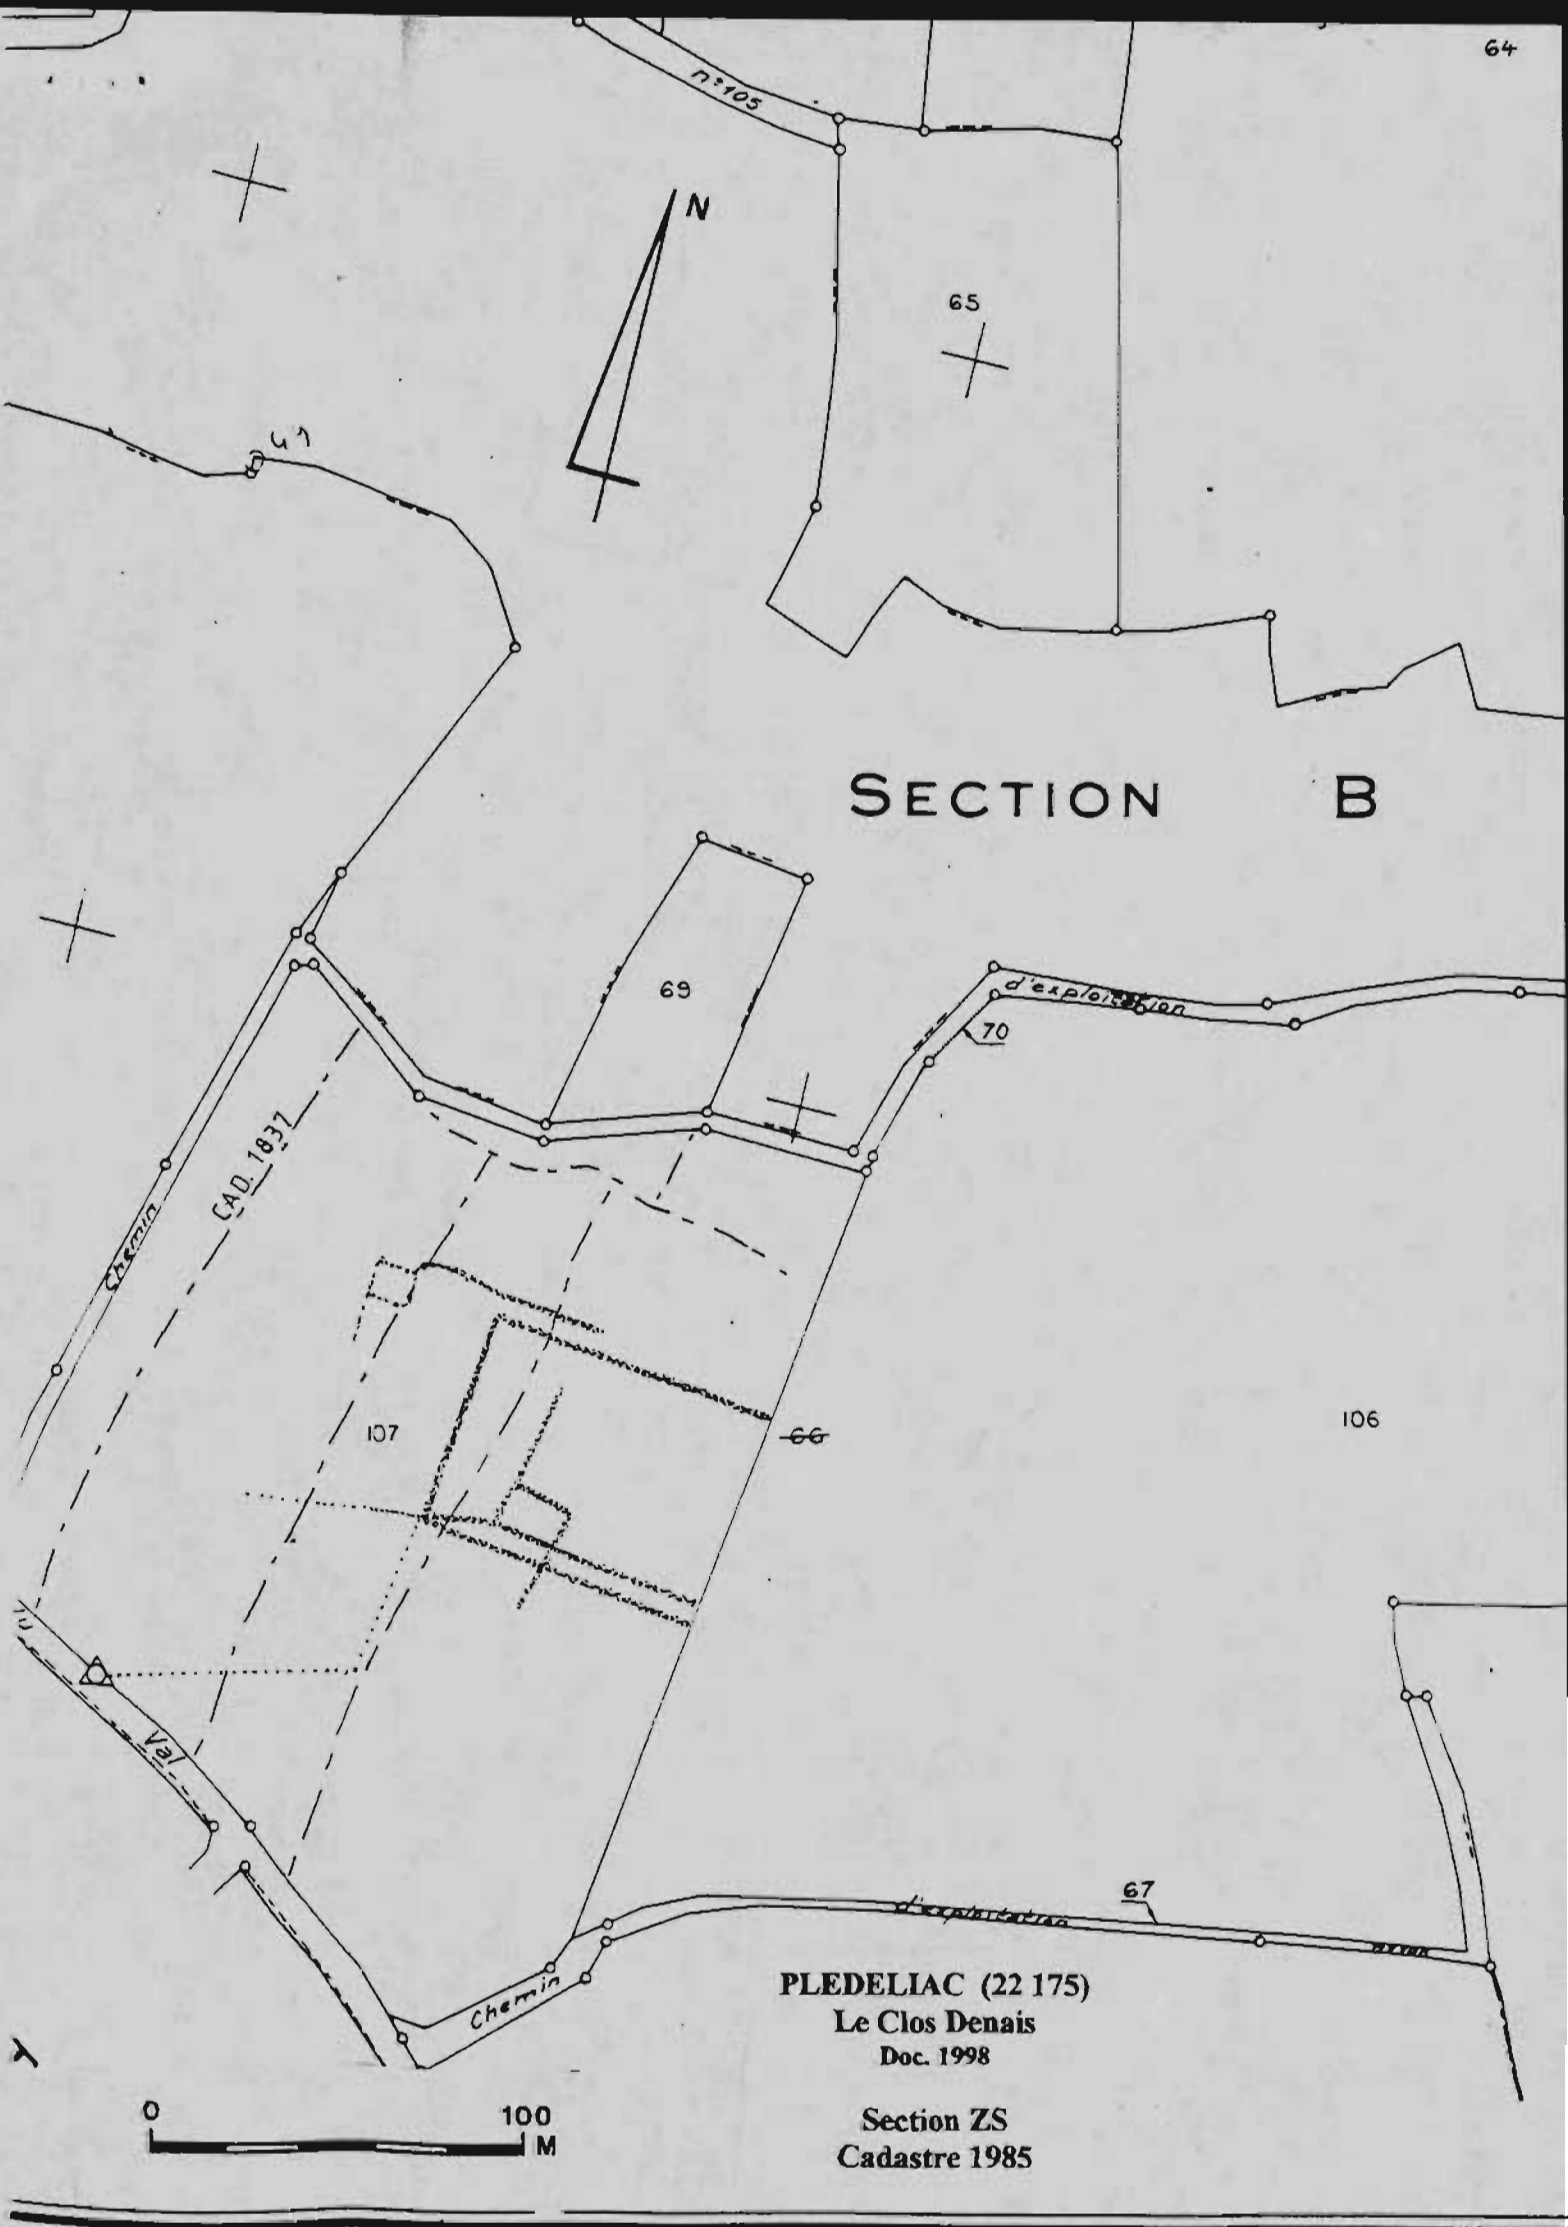 64
n° 105
N
65
SECTION B
69
d'exploitation
70
CAD. 1837
Chemin
107
66
106
Val
67
d'exploitation
Chemin
PLEDELIAC (22 175)
Le Clos Denais
Doc. 1998
0 100
M
Section ZS
Cadastre 1985